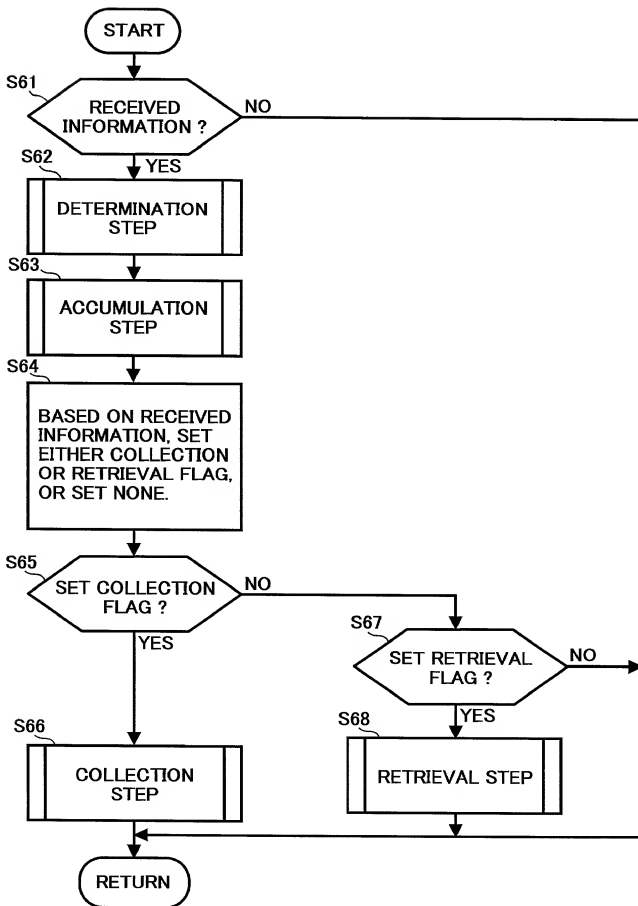 START
S61
RECEIVED
INFORMATION ?
NO
YES
S62
DETERMINATION
STEP
S63
ACCUMULATION
STEP
S64
BASED ON RECEIVED
INFORMATION, SET
EITHER COLLECTION
OR RETRIEVAL FLAG,
OR SET NONE.
S65
SET COLLECTION
FLAG ?
NO
YES
S67
SET RETRIEVAL
FLAG ?
NO
YES
S66
COLLECTION
STEP
S68
RETRIEVAL STEP
RETURN